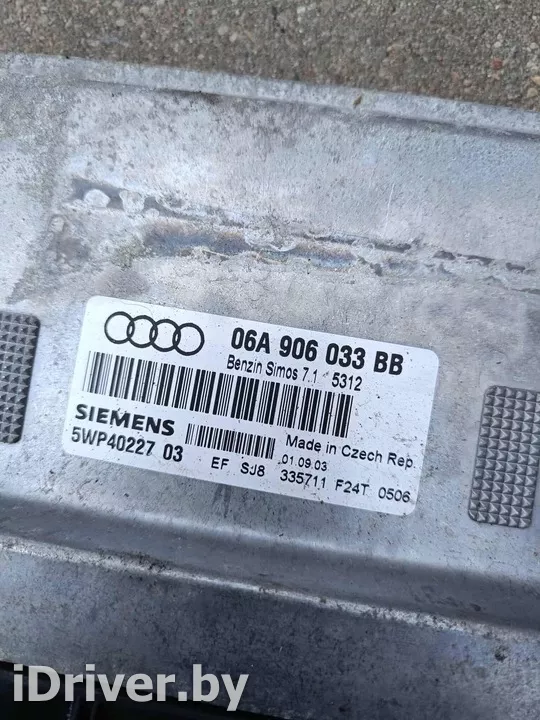 06A 906 033 BB
Benzin Simos 7.1 5312
SIEMENS
5WP40227 03
Made in Czech Rep.
01.09.03
EF SJ8 335711 F24T 0506
iDriver.by